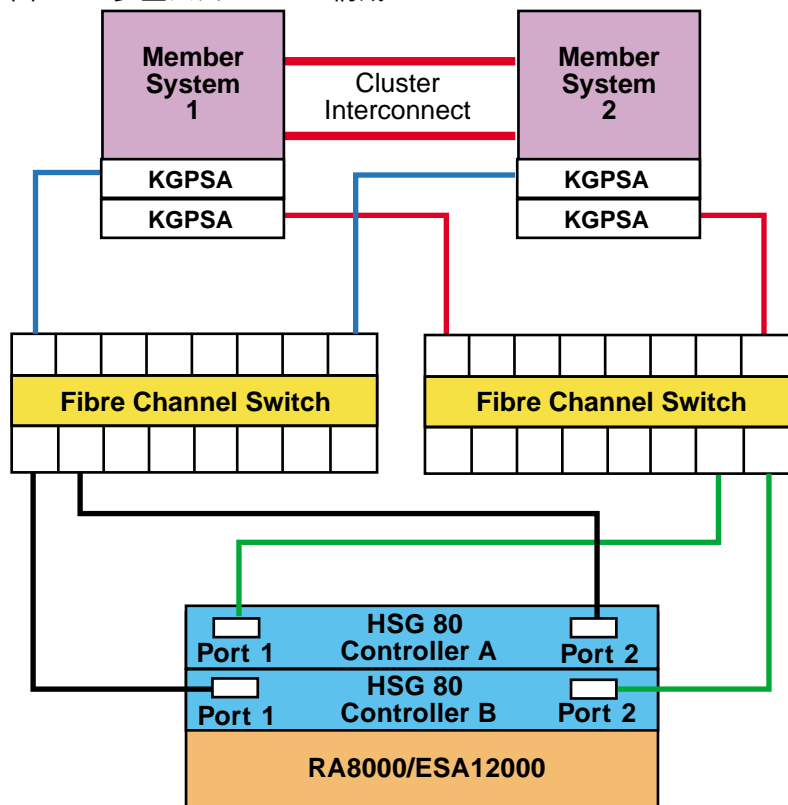 Member
System
1
Cluster
Interconnect
Member
System
2
KGPSA
KGPSA
KGPSA
KGPSA
Fibre Channel Switch
Fibre Channel Switch
HSG 80
Controller A
Port 1
Port 2
HSG 80
Controller B
Port 1
Port 2
RA8000/ESA12000